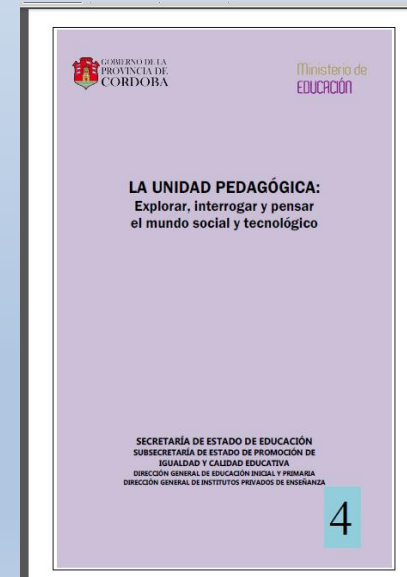 GOBIERNO DE LA
PROVINCIA DE
CORDOBA
Ministerio de
EDUCACIÓN
LA UNIDAD PEDAGÓGICA:
Explorar, interrogar y pensar
el mundo social y tecnológico
SECRETARÍA DE ESTADO DE EDUCACIÓN
SUBSECRETARÍA DE ESTADO DE PROMOCIÓN DE
IGUALDAD Y CALIDAD EDUCATIVA
DIRECCIÓN GENERAL DE EDUCACIÓN INICIAL Y PRIMARIA
DIRECCIÓN GENERAL DE INSTITUTOS PRIVADOS DE ENSEÑANZA
4